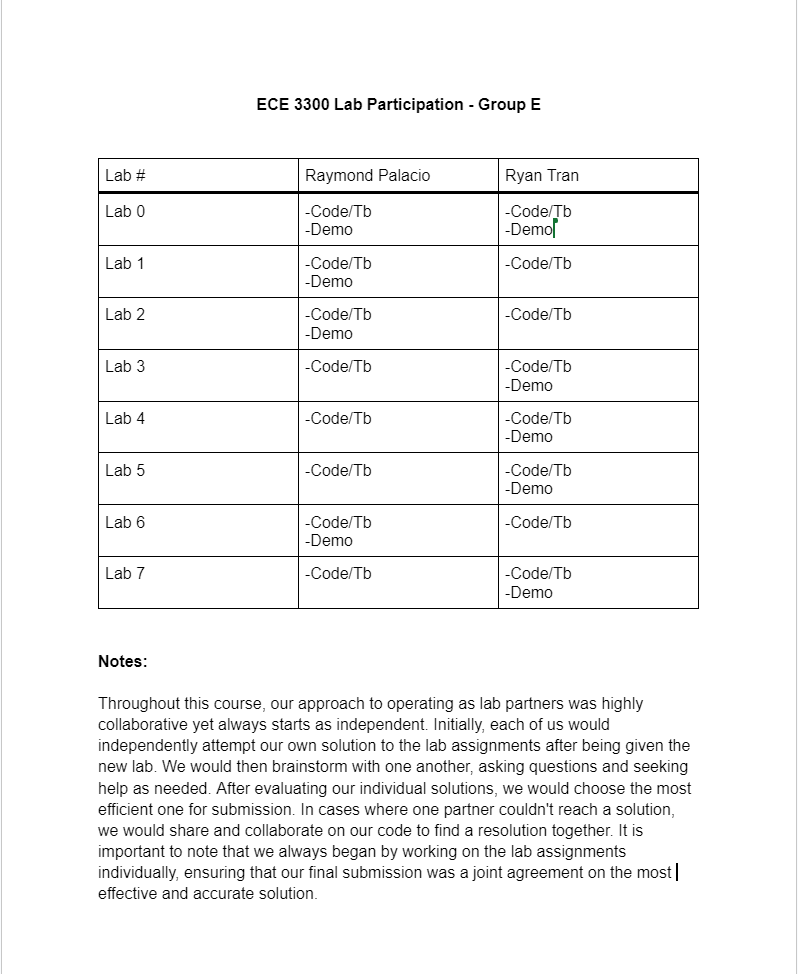 ECE 3300 Lab Participation - Group E
Lab # Raymond Palacio Ryan Tran
Lab 0 -Code/Tb -Code/Tb
-Demo -Demo
Lab 1 -Code/Tb -Code/Tb
-Demo
Lab 2 -Code/Tb -Code/Tb
-Demo
Lab 3 -Code/Tb -Code/Tb
-Demo
Lab 4 -Code/Tb -Code/Tb
-Demo
Lab 5 -Code/Tb -Code/Tb
-Demo
Lab 6 -Code/Tb -Code/Tb
-Demo
Lab 7 -Code/Tb -Code/Tb
-Demo
Notes:
Throughout this course, our approach to operating as lab partners was highly
collaborative yet always starts as independent. Initially, each of us would
independently attempt our own solution to the lab assignments after being given the
new lab. We would then brainstorm with one another, asking questions and seeking
help as needed. After evaluating our individual solutions, we would choose the most
efficient one for submission. In cases where one partner couldn't reach a solution,
we would share and collaborate on our code to find a resolution together. It is
important to note that we always began by working on the lab assignments
individually, ensuring that our final submission was a joint agreement on the most
effective and accurate solution.